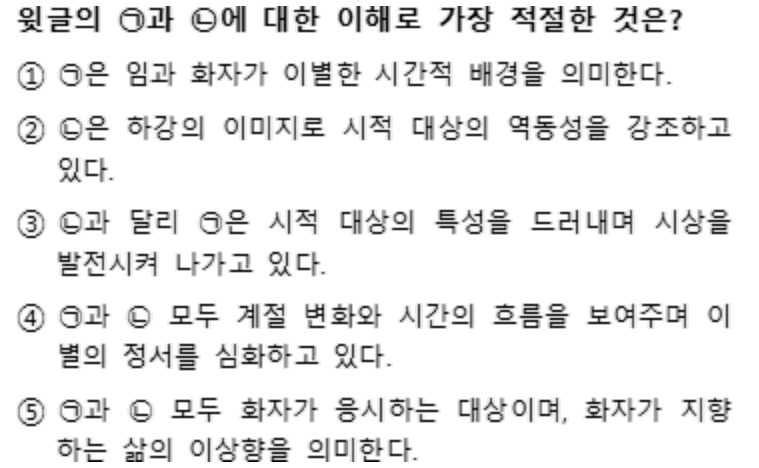 윗글의 ㉠과 ㉡에 대한 이해로 가장 적절한 것은?
① ㉠은 임과 화자가 이별한 시간적 배경을 의미한다.
② ㉡은 하강의 이미지로 시적 대상의 역동성을 강조하고
있다.
③ ㉡과 달리 ㉠은 시적 대상의 특성을 드러내며 시상을
발전시켜 나가고 있다.
④ ㉠과 ㉡ 모두 계절 변화와 시간의 흐름을 보여주며 이
별의 정서를 심화하고 있다.
⑤ ㉠과 ㉡ 모두 화자가 응시하는 대상이며, 화자가 지향
하는 삶의 이상향을 의미한다.